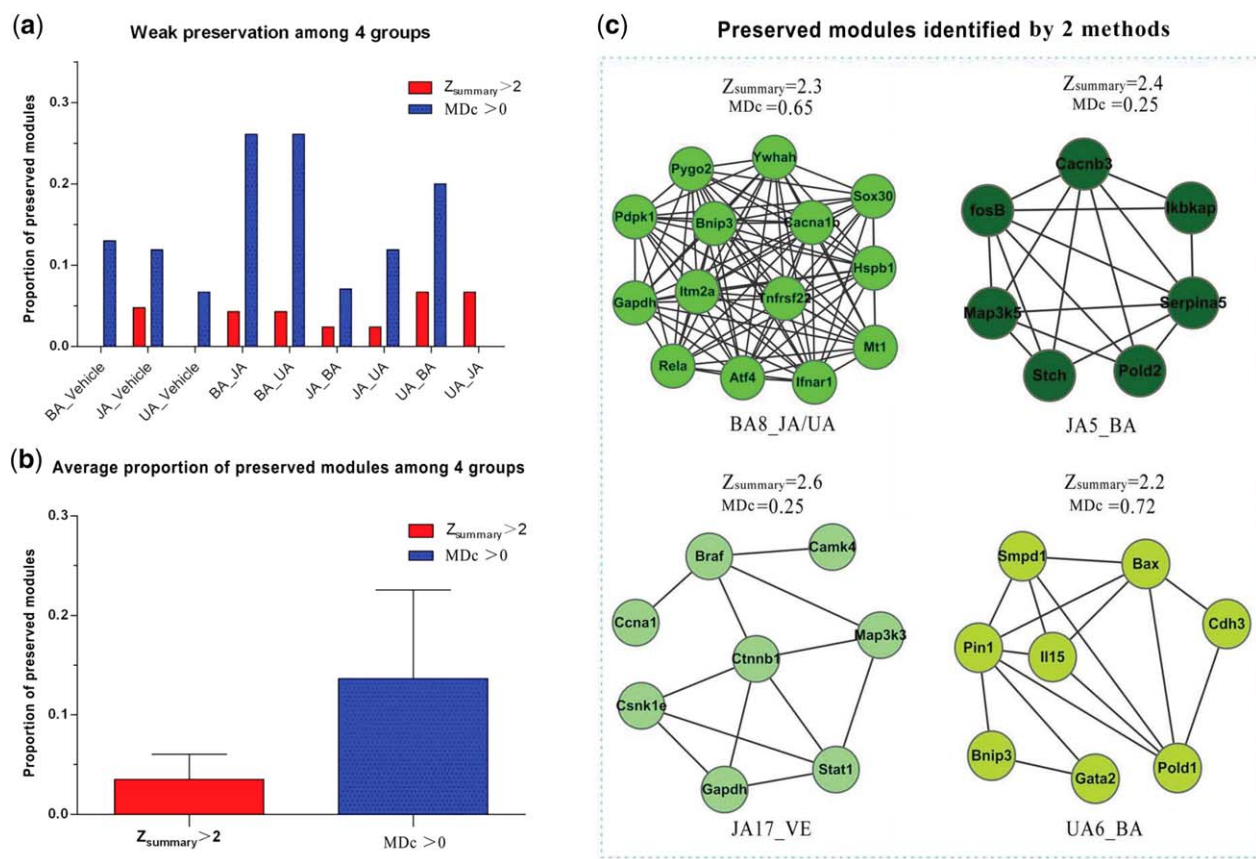 (a)
Weak preservation among 4 groups
Zsummary>2
MDc >0
Proportion of preserved modules
0.3
0.2
0.1
0.0
BA_Vehicle
JA_Vehicle
UA_Vehicle
BA_JA
BA_UA
JA_BA
JA_UA
UA_BA
UA_JA
(b) Average proportion of preserved modules among 4 groups
Zsummary>2
MDc >0
Proportion of preserved modules
0.3
0.2
0.1
0.0
Zsummary>2
MDc >0
(c)
Preserved modules identified by 2 methods
Zsummary=2.3
MDc=0.65
Ywhah
Pygo2
Sox30
Pdpk1
Bnip3
Cacna1b
Hspb1
Itm2a
Tnfrsf22
Gapdh
Mt1
Rela
Atf4
Ifnar1
BA8_JA/UA
Zsummary=2.4
MDc=0.25
Cacnb3
fosB
Ikbkap
Map3k5
Serpina5
Stch
Pold2
JA5_BA
Zsummary=2.6
MDc=0.25
Braf
Camk4
Ccna1
Map3k3
Ctnnb1
Csnk1e
Stat1
Gapdh
JA17_VE
Zsummary=2.2
MDc=0.72
Smpd1
Bax
Cdh3
Pin1
Il15
Bnip3
Gata2
Pold1
UA6_BA